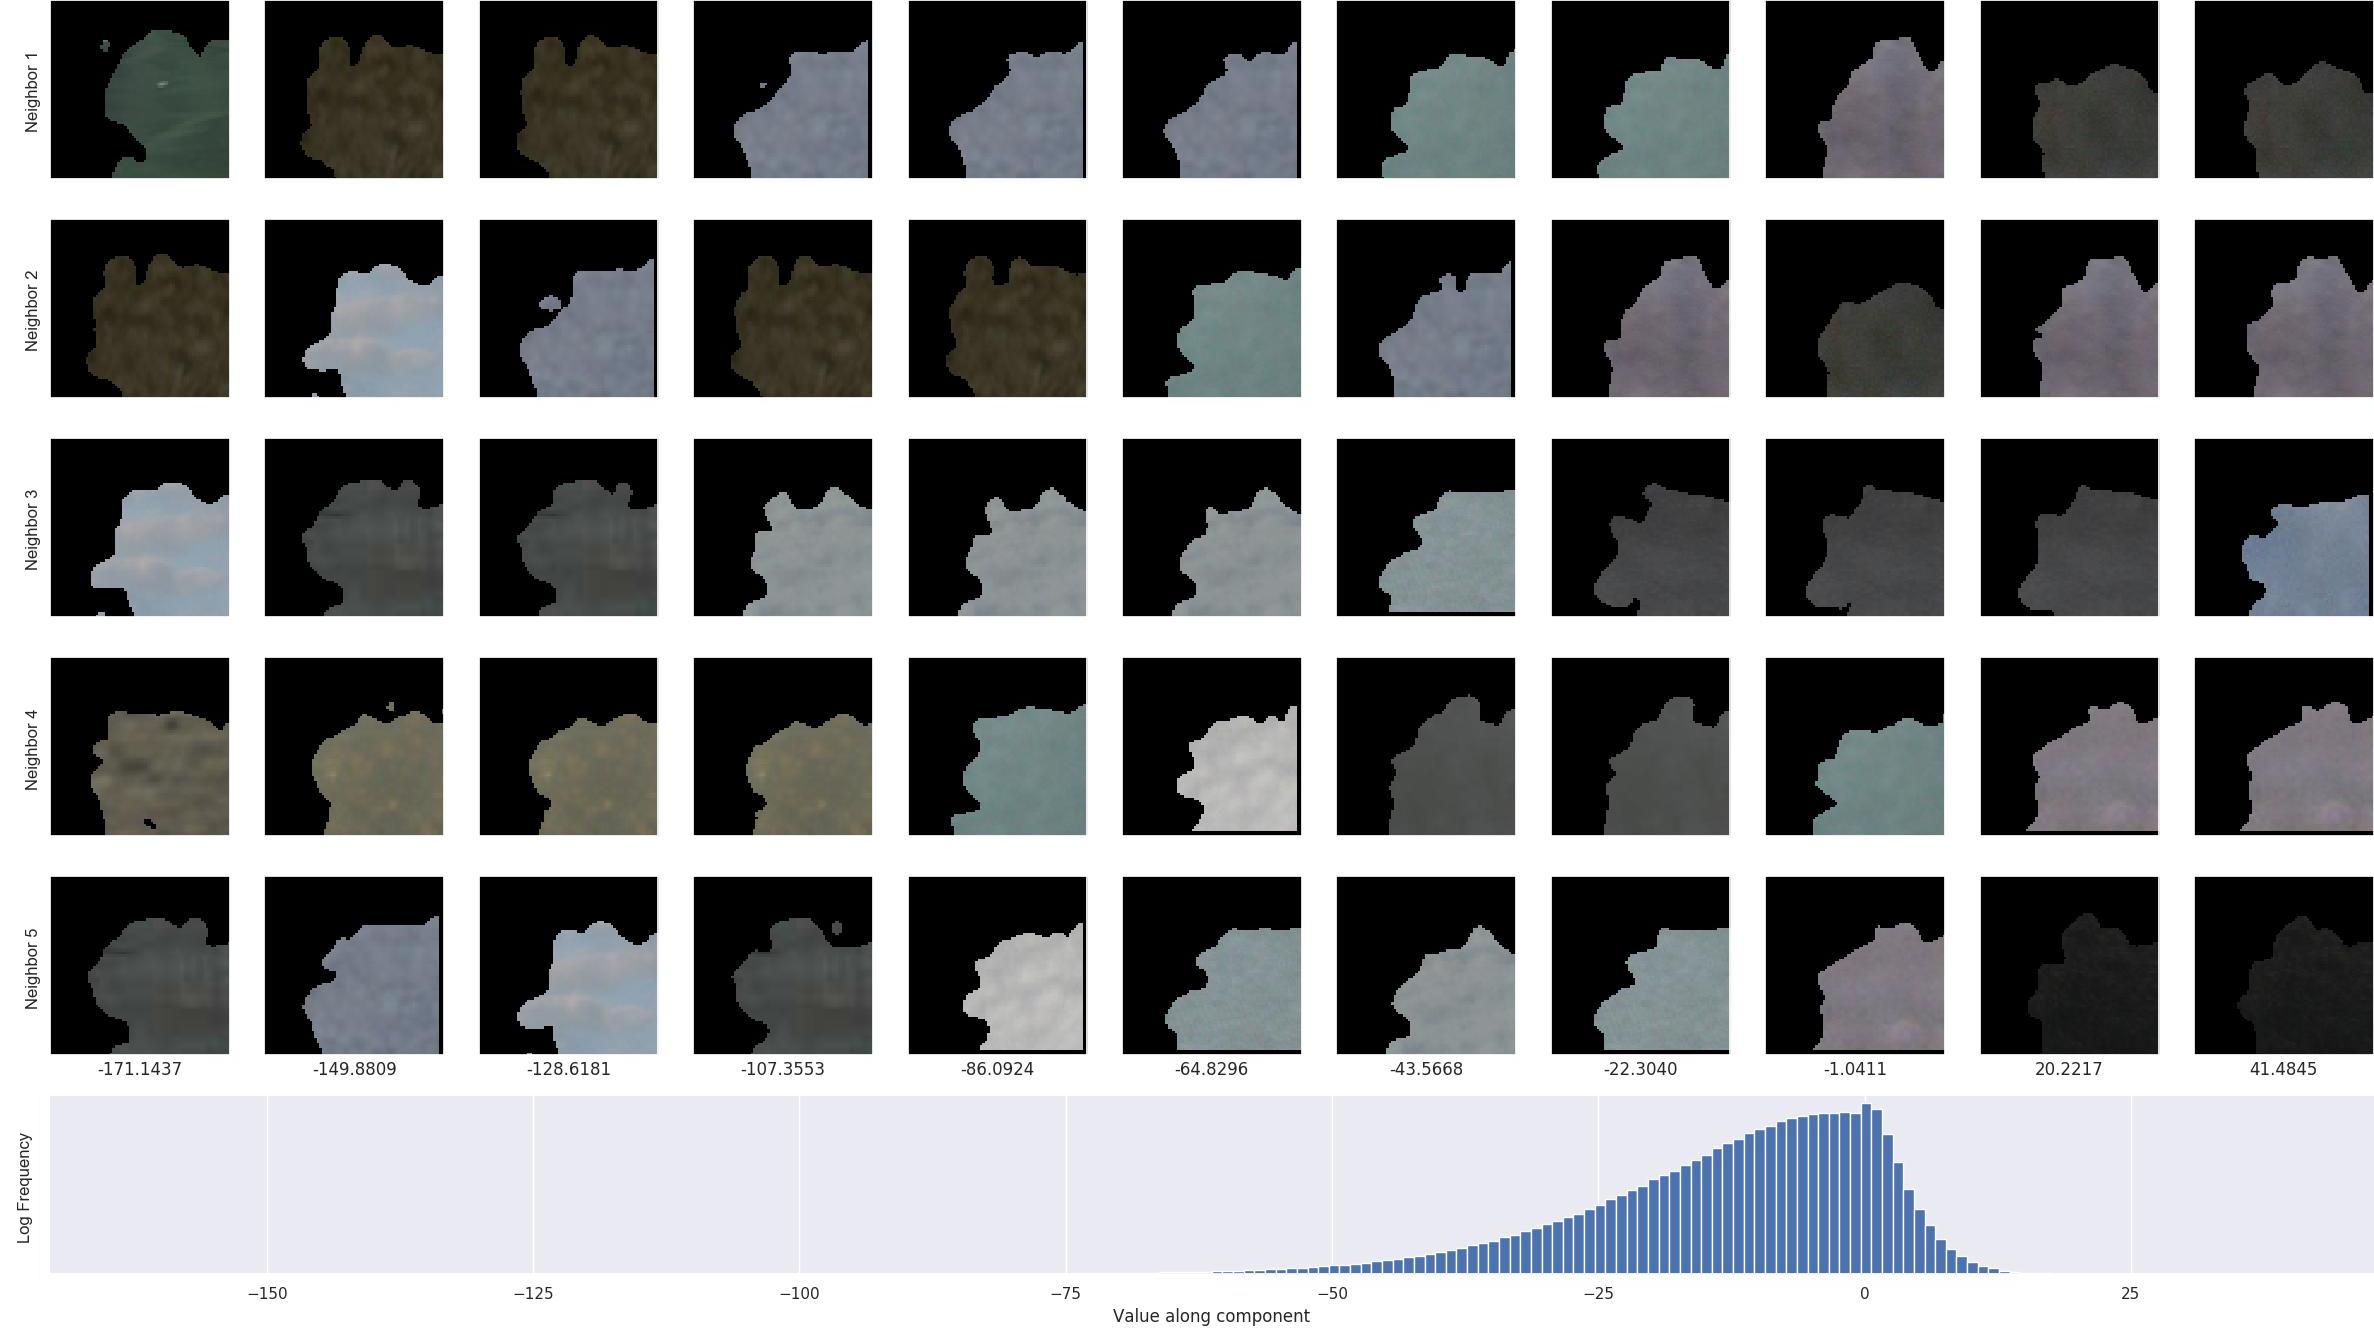 Neighbor 1
Neighbor 2
Neighbor 3
Neighbor 4
Neighbor 5
-171.1437 -149.8809 -128.6181 -107.3553 -86.0924 -64.8296 -43.5668 -22.3040 -1.0411 20.2217 41.4845
Log Frequency
−150 −125 −100 −75 −50 −25 0 25
Value along component